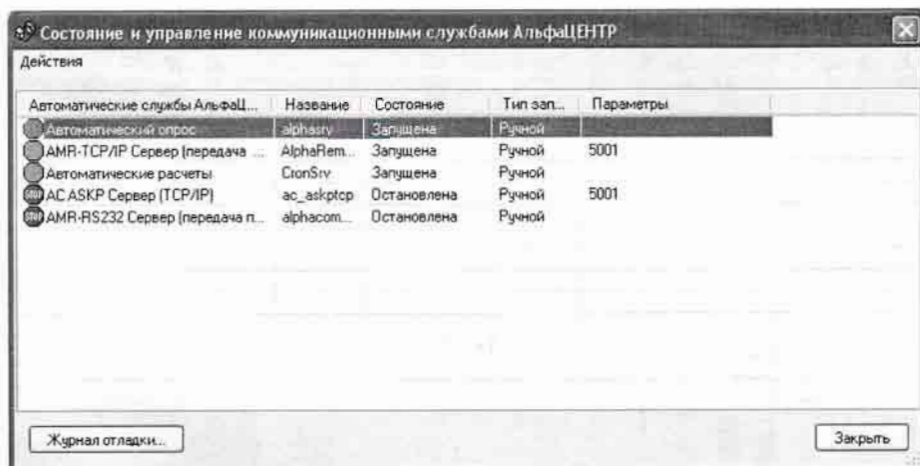 Состояние и управление коммуникационными службами АльфаЦЕНТР
Действия
Автоматические службы АльфаЦ... Название Состояние Тип зап... Параметры
Автоматический опрос alphasrv Запущена Ручной
AMR-TCP/IP Сервер (передача ... AlphaRem... Запущена Ручной 5001
Автоматические расчеты CronSrv Запущена Ручной
STOP AC ASKP Сервер (TCP/IP) ac_askptcp Остановлена Ручной 5001
STOP AMR-RS232 Сервер (передача п... alphacom... Остановлена Ручной
Журнал отладки... Закрыть